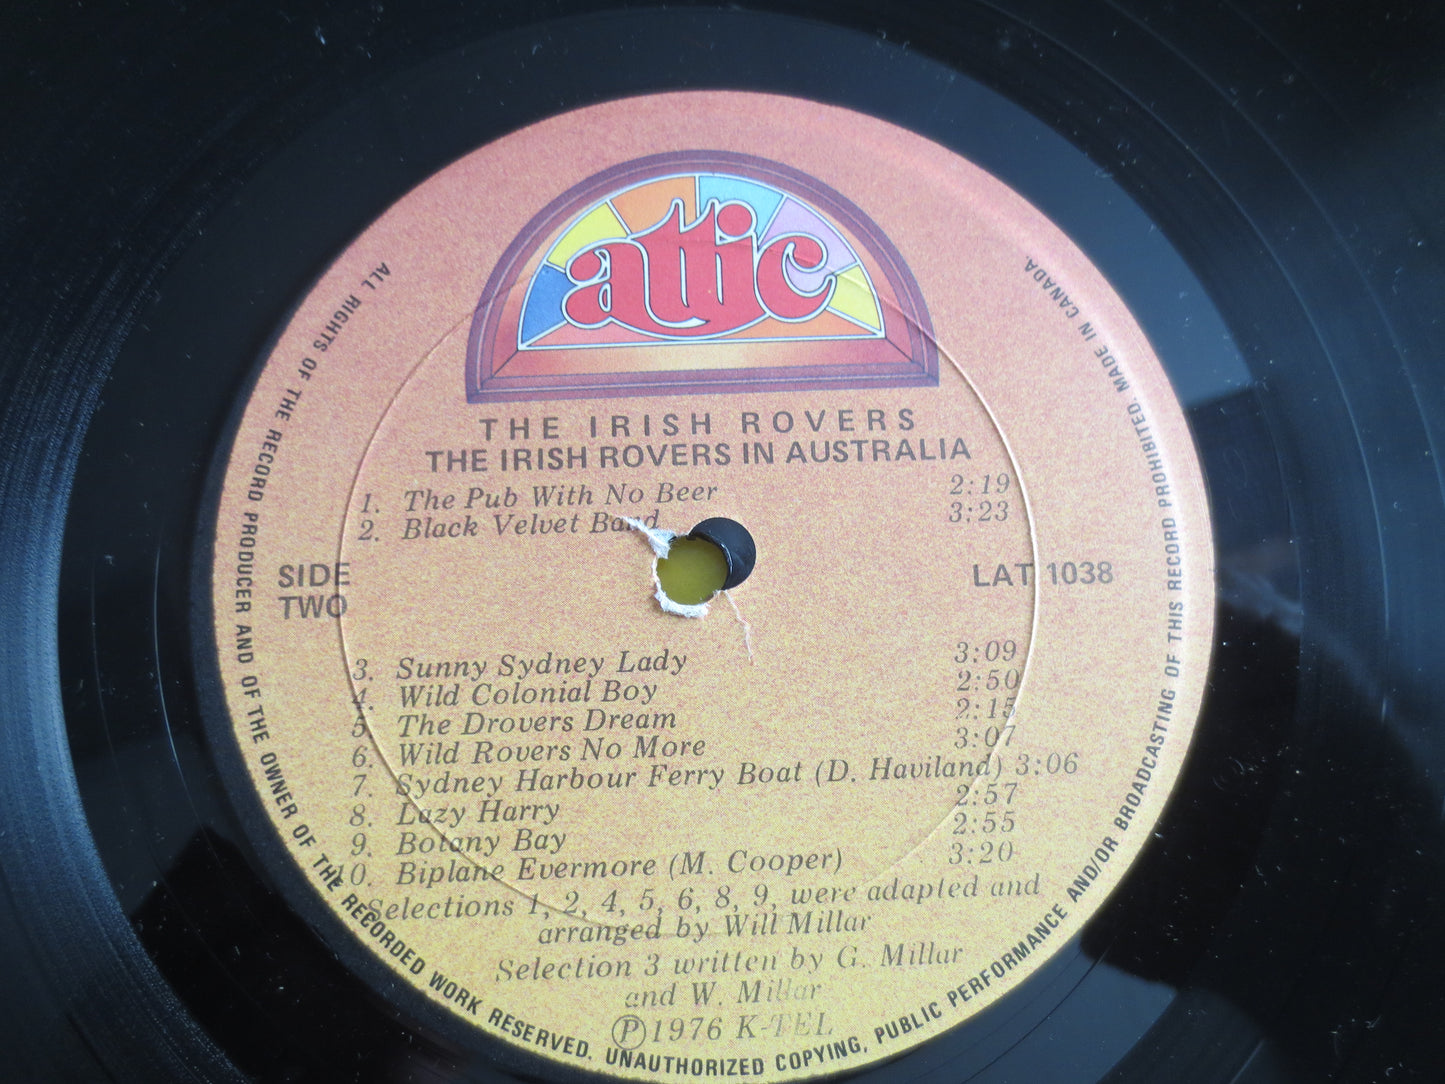 attic
THE IRISH ROVERS
THE IRISH ROVERS IN AUSTRALIA
1. The Pub With No Beer 2:19
2. Black Velvet Band 3:23
SIDE TWO
LAT 1038
3. Sunny Sydney Lady 3:09
4. Wild Colonial Boy 2:50
5. The Drovers Dream 2:15
6. Wild Rovers No More 3:07
7. Sydney Harbour Ferry Boat (D. Haviland) 3:06
8. Lazy Harry 2:57
9. Botany Bay 2:55
10. Biplane Evermore (M. Cooper) 3:20
Selections 1, 2, 4, 5, 6, 8, 9, were adapted and
arranged by Will Millar
Selection 3 written by G. Millar
and W. Millar
Ⓟ1976 K-TEL
ALL RIGHTS OF THE RECORD PRODUCER AND OF THE OWNER OF THE RECORDED WORK RESERVED. UNAUTHORIZED COPYING, PUBLIC PERFORMANCE AND/OR BROADCASTING OF THIS RECORD PROHIBITED. MADE IN CANADA.